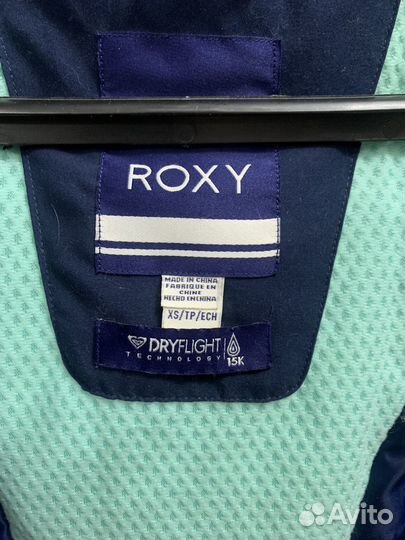 ROXY
MADE IN CHINA
FABRIQUE EN
CHINE
HECHO EN CHINA
XS/TP/ECH
DRYFLIGHT
TECHNOLOGY
15K
Avito